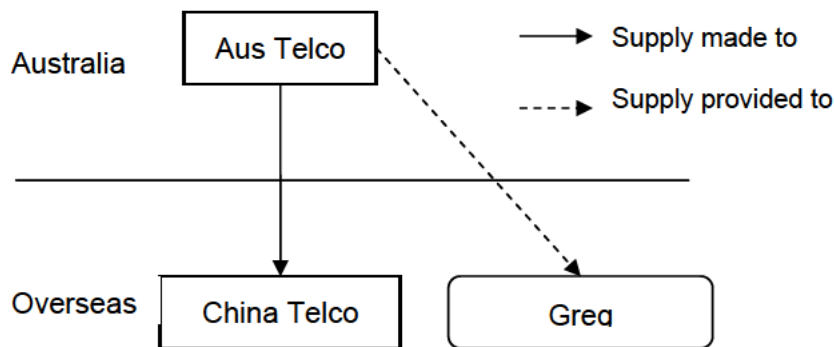 Aus Telco
Supply made to
Australia
Supply provided to
Overseas
China Telco
Greg